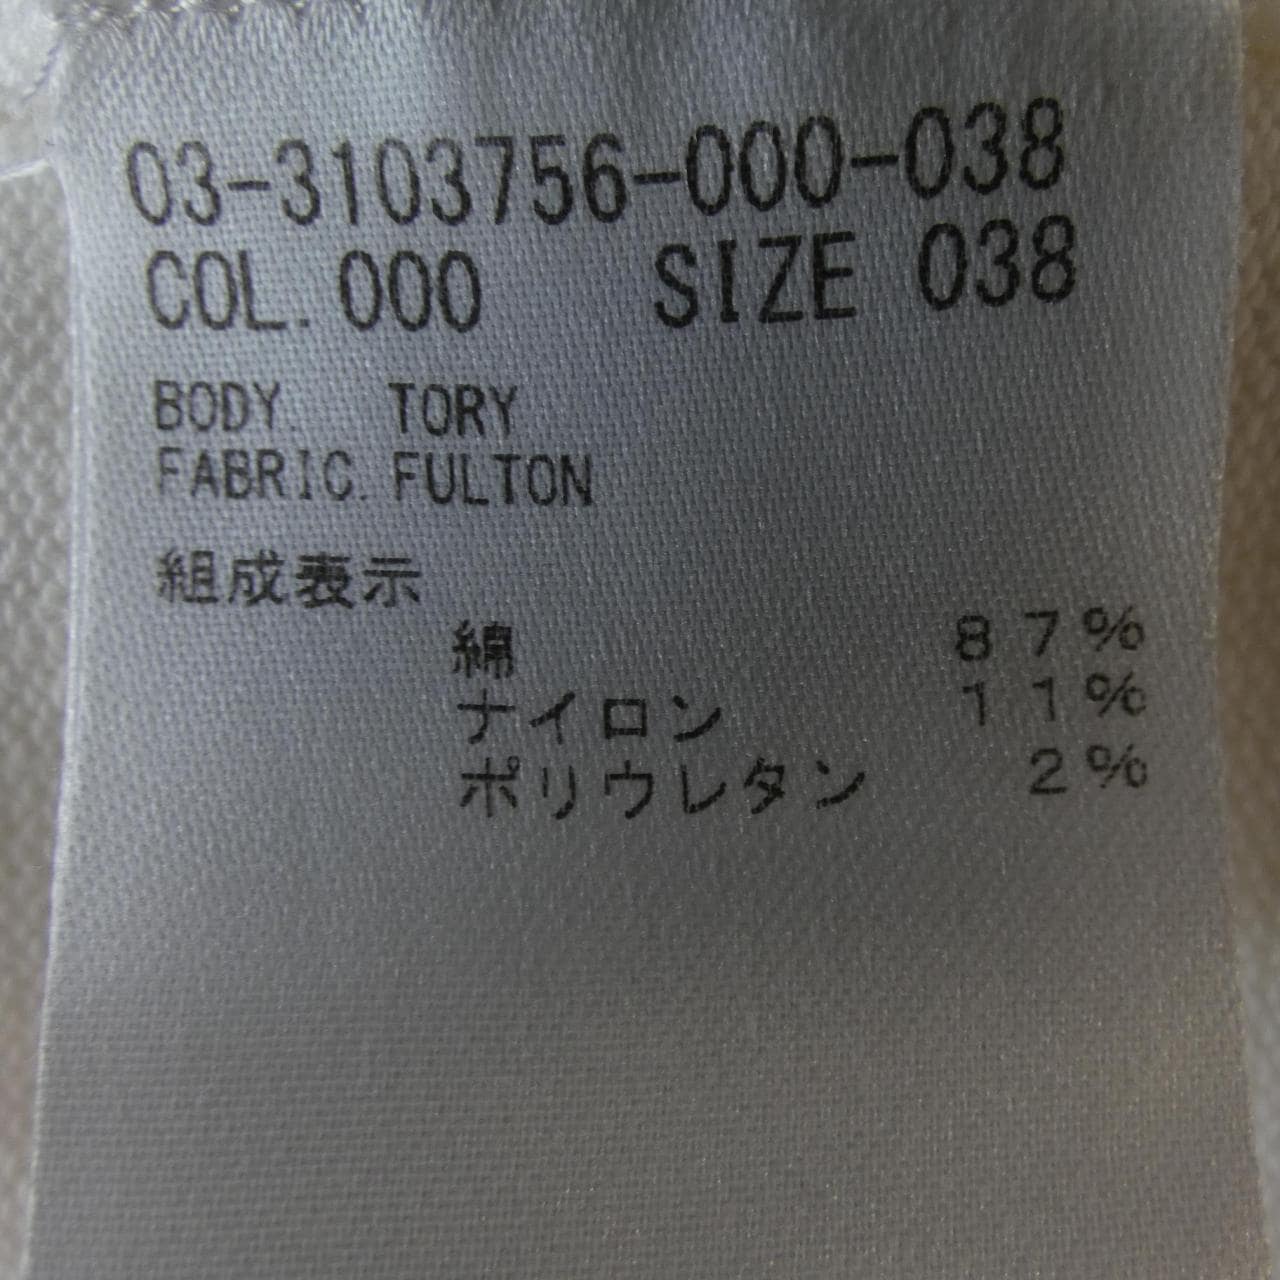 03-3103756-000-038
COL.000 SIZE 038
BODY. TORY
FABRIC.FULTON
組成表示
綿 87%
ナイロン 11%
ポリウレタン 2%